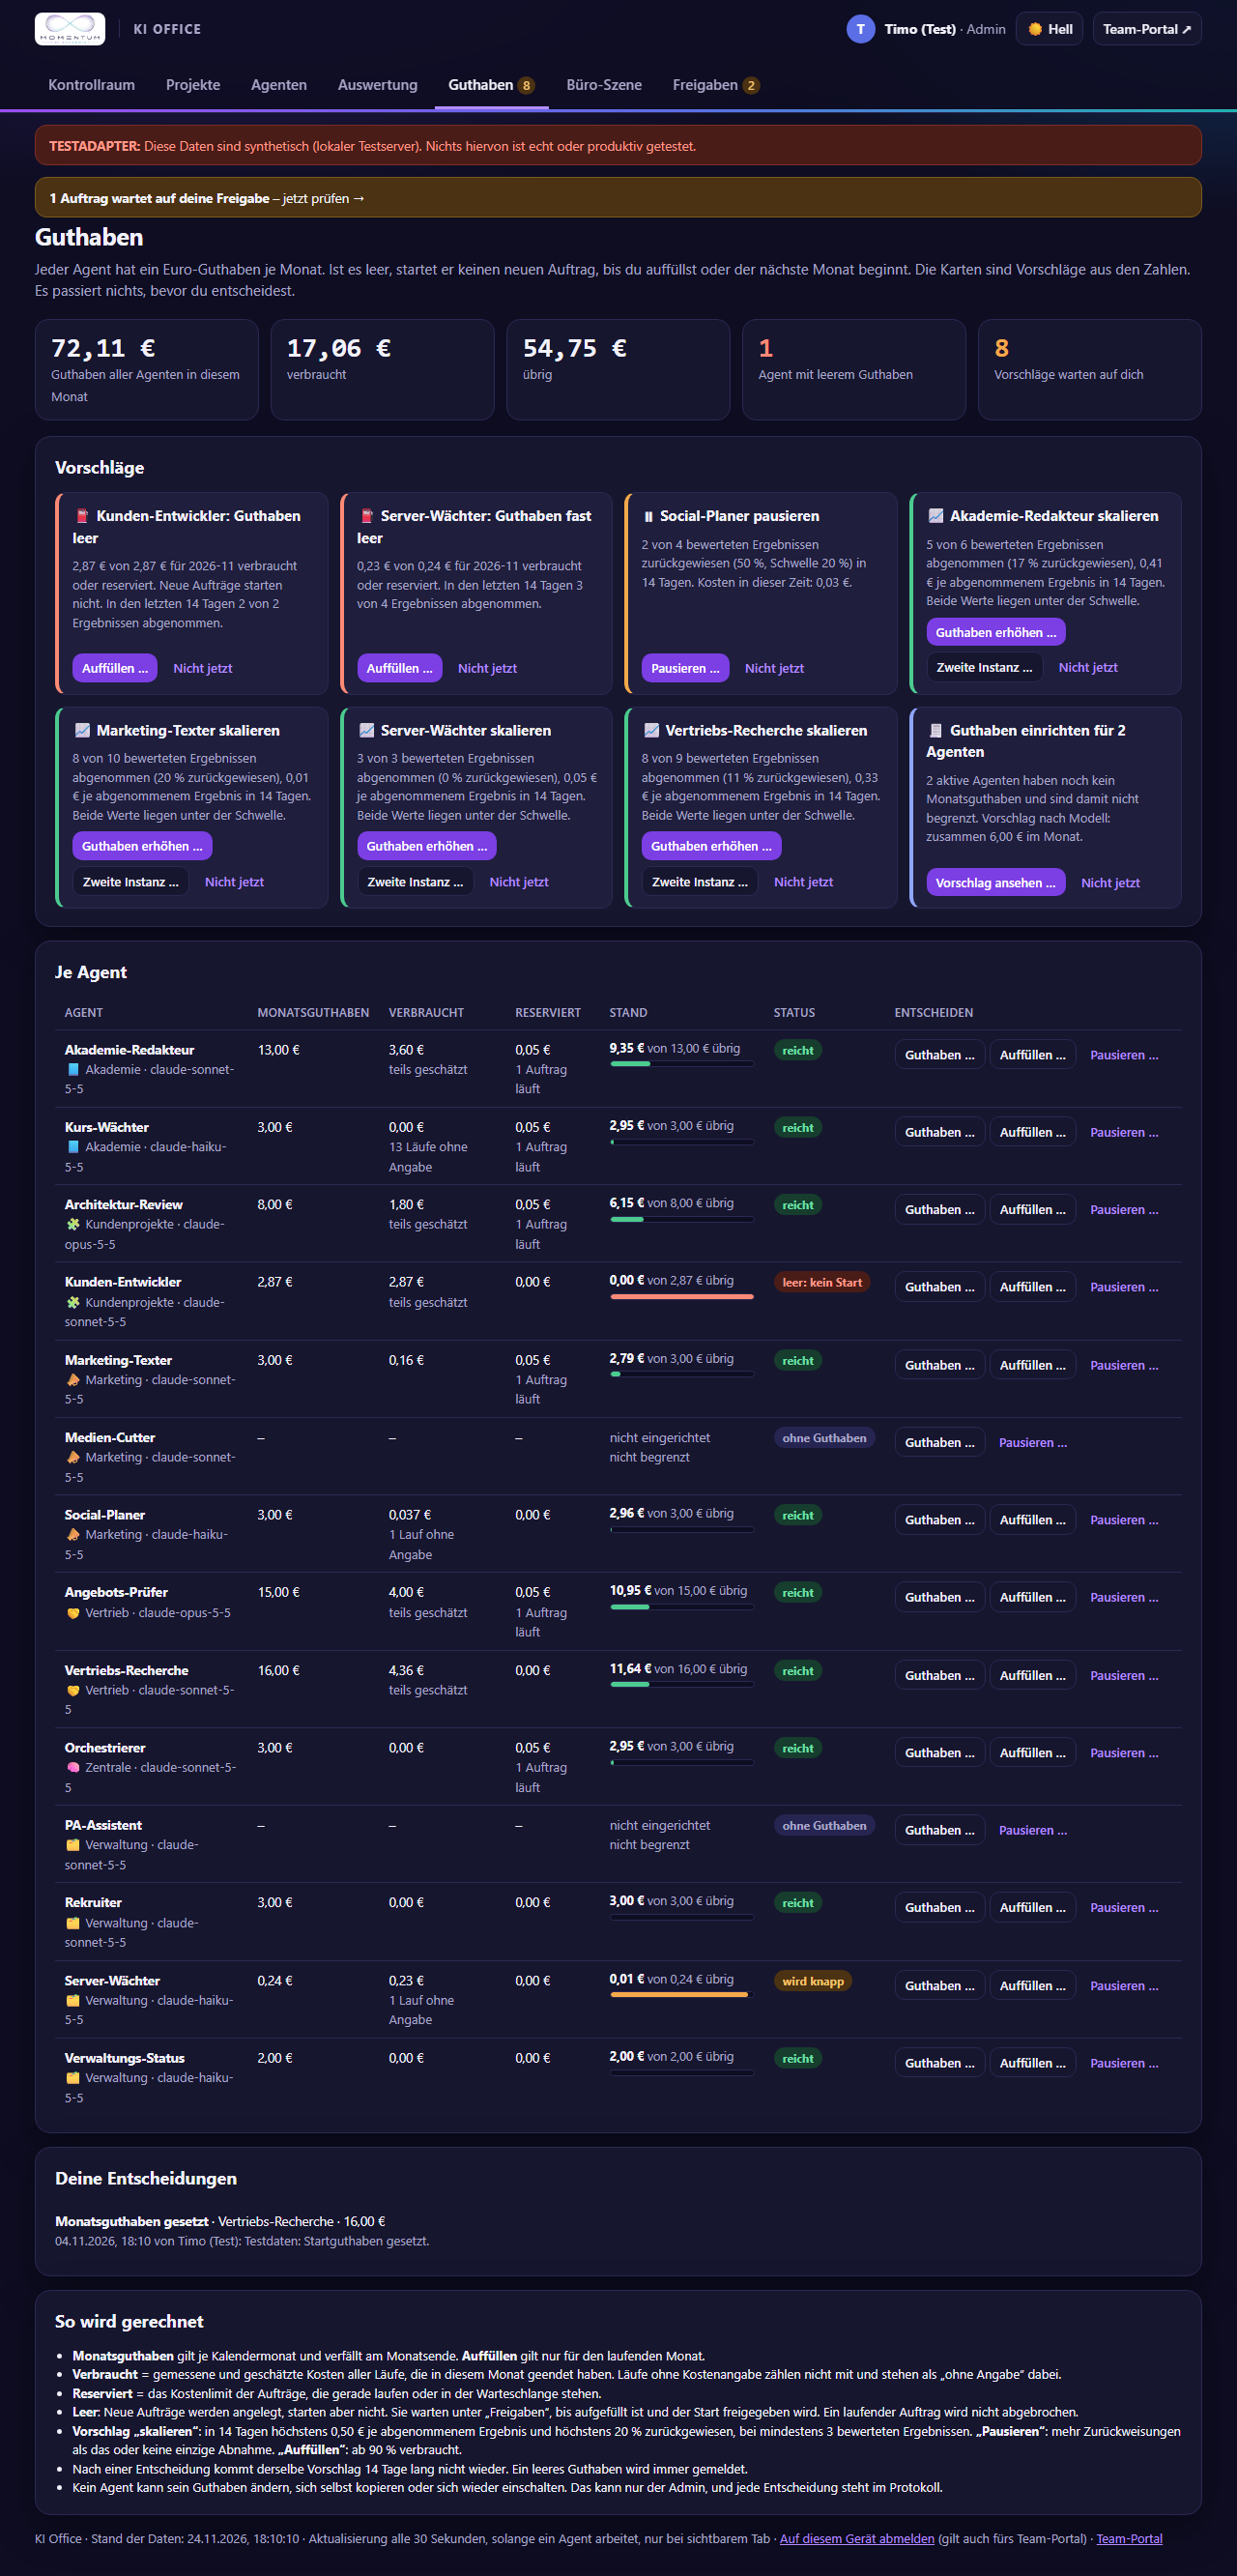 MOMENTUM
KI OFFICE
T Timo (Test) · Admin
Hell
Team-Portal ↗
Kontrollraum
Projekte
Agenten
Auswertung
Guthaben 8
Büro-Szene
Freigaben 2
TESTADAPTER: Diese Daten sind synthetisch (lokaler Testserver). Nichts hiervon ist echt oder produktiv getestet.
1 Auftrag wartet auf deine Freigabe – jetzt prüfen →
Guthaben
Jeder Agent hat ein Euro-Guthaben je Monat. Ist es leer, startet er keinen neuen Auftrag, bis du auffüllst oder der nächste Monat beginnt. Die Karten sind Vorschläge aus den Zahlen.
Es passiert nichts, bevor du entscheidest.
72,11 €
Guthaben aller Agenten in diesem
Monat
17,06 €
verbraucht
54,75 €
übrig
1
Agent mit leerem Guthaben
8
Vorschläge warten auf dich
Vorschläge
Kunden-Entwickler: Guthaben
leer
2,87 € von 2,87 € für 2026-11 verbraucht
oder reserviert. Neue Aufträge starten
nicht. In den letzten 14 Tagen 2 von 2
Ergebnissen abgenommen.
Auffüllen ...
Nicht jetzt
Server-Wächter: Guthaben fast
leer
0,23 € von 0,24 € für 2026-11 verbraucht
oder reserviert. In den letzten 14 Tagen 3
von 4 Ergebnissen abgenommen.
Auffüllen ...
Nicht jetzt
Social-Planer pausieren
2 von 4 bewerteten Ergebnissen
zurückgewiesen (50 %, Schwelle 20 %) in
14 Tagen. Kosten in dieser Zeit: 0,03 €.
Pausieren ...
Nicht jetzt
Akademie-Redakteur skalieren
5 von 6 bewerteten Ergebnissen
abgenommen (17 % zurückgewiesen), 0,41
€ je abgenommenem Ergebnis in 14 Tagen.
Beide Werte liegen unter der Schwelle.
Guthaben erhöhen ...
Zweite Instanz ...
Nicht jetzt
Marketing-Texter skalieren
8 von 10 bewerteten Ergebnissen
abgenommen (20 % zurückgewiesen), 0,01
€ je abgenommenem Ergebnis in 14 Tagen.
Beide Werte liegen unter der Schwelle.
Guthaben erhöhen ...
Zweite Instanz ...
Nicht jetzt
Server-Wächter skalieren
3 von 3 bewerteten Ergebnissen
abgenommen (0 % zurückgewiesen), 0,05 €
je abgenommenem Ergebnis in 14 Tagen.
Beide Werte liegen unter der Schwelle.
Guthaben erhöhen ...
Zweite Instanz ...
Nicht jetzt
Vertriebs-Recherche skalieren
8 von 9 bewerteten Ergebnissen
abgenommen (11 % zurückgewiesen), 0,33
€ je abgenommenem Ergebnis in 14 Tagen.
Beide Werte liegen unter der Schwelle.
Guthaben erhöhen ...
Zweite Instanz ...
Nicht jetzt
Guthaben einrichten für 2
Agenten
2 aktive Agenten haben noch kein
Monatsguthaben und sind damit nicht
begrenzt. Vorschlag nach Modell:
zusammen 6,00 € im Monat.
Vorschlag ansehen ...
Nicht jetzt
Je Agent
AGENT MONATSGUTHABEN VERBRAUCHT RESERVIERT STAND STATUS ENTSCHEIDEN
Akademie-Redakteur 13,00 € 3,60 € 0,05 € 9,35 € von 13,00 € übrig reicht Guthaben ... Auffüllen ... Pausieren ...
Akademie · claude-sonnet- teils geschätzt 1 Auftrag
5-5 läuft
Kurs-Wächter 3,00 € 0,00 € 0,05 € 2,95 € von 3,00 € übrig reicht Guthaben ... Auffüllen ... Pausieren ...
Akademie · claude-haiku- 13 Läufe ohne 1 Auftrag
5-5 Angabe läuft
Architektur-Review 8,00 € 1,80 € 0,05 € 6,15 € von 8,00 € übrig reicht Guthaben ... Auffüllen ... Pausieren ...
Kundenprojekte · claude- teils geschätzt 1 Auftrag
opus-5-5 läuft
Kunden-Entwickler 2,87 € 2,87 € 0,00 € 0,00 € von 2,87 € übrig leer: kein Start Guthaben ... Auffüllen ... Pausieren ...
Kundenprojekte · claude- teils geschätzt
sonnet-5-5
Marketing-Texter 3,00 € 0,16 € 0,05 € 2,79 € von 3,00 € übrig reicht Guthaben ... Auffüllen ... Pausieren ...
Marketing · claude-sonnet- 1 Auftrag
5-5 läuft
Medien-Cutter – – – nicht eingerichtet ohne Guthaben Guthaben ... Pausieren ...
Marketing · claude-sonnet- nicht begrenzt
5-5
Social-Planer 3,00 € 0,037 € 0,00 € 2,96 € von 3,00 € übrig reicht Guthaben ... Auffüllen ... Pausieren ...
Marketing · claude-haiku- 1 Lauf ohne
5-5 Angabe
Angebots-Prüfer 15,00 € 4,00 € 0,05 € 10,95 € von 15,00 € übrig reicht Guthaben ... Auffüllen ... Pausieren ...
Vertrieb · claude-opus-5-5 teils geschätzt 1 Auftrag
läuft
Vertriebs-Recherche 16,00 € 4,36 € 0,00 € 11,64 € von 16,00 € übrig reicht Guthaben ... Auffüllen ... Pausieren ...
Vertrieb · claude-sonnet-5- teils geschätzt
5
Orchestrierer 3,00 € 0,00 € 0,05 € 2,95 € von 3,00 € übrig reicht Guthaben ... Auffüllen ... Pausieren ...
Zentrale · claude-sonnet-5- 1 Auftrag
5 läuft
PA-Assistent – – – nicht eingerichtet ohne Guthaben Guthaben ... Pausieren ...
Verwaltung · claude- nicht begrenzt
sonnet-5-5
Rekruiter 3,00 € 0,00 € 0,00 € 3,00 € von 3,00 € übrig reicht Guthaben ... Auffüllen ... Pausieren ...
Verwaltung · claude-
sonnet-5-5
Server-Wächter 0,24 € 0,23 € 0,00 € 0,01 € von 0,24 € übrig wird knapp Guthaben ... Auffüllen ... Pausieren ...
Verwaltung · claude-haiku- 1 Lauf ohne
5-5 Angabe
Verwaltungs-Status 2,00 € 0,00 € 0,00 € 2,00 € von 2,00 € übrig reicht Guthaben ... Auffüllen ... Pausieren ...
Verwaltung · claude-haiku-
5-5
Deine Entscheidungen
Monatsguthaben gesetzt · Vertriebs-Recherche · 16,00 €
04.11.2026, 18:10 von Timo (Test): Testdaten: Startguthaben gesetzt.
So wird gerechnet
• Monatsguthaben gilt je Kalendermonat und verfällt am Monatsende. Auffüllen gilt nur für den laufenden Monat.
• Verbraucht = gemessene und geschätzte Kosten aller Läufe, die in diesem Monat geendet haben. Läufe ohne Kostenangabe zählen nicht mit und stehen als „ohne Angabe“ dabei.
• Reserviert = das Kostenlimit der Aufträge, die gerade laufen oder in der Warteschlange stehen.
• Leer: Neue Aufträge werden angelegt, starten aber nicht. Sie warten unter „Freigaben“, bis aufgefüllt ist und der Start freigegeben wird. Ein laufender Auftrag wird nicht abgebrochen.
• Vorschlag „skalieren“: in 14 Tagen höchstens 0,50 € je abgenommenem Ergebnis und höchstens 20 % zurückgewiesen, bei mindestens 3 bewerteten Ergebnissen. „Pausieren“: mehr Zurückweisungen
als das oder keine einzige Abnahme. „Auffüllen“: ab 90 % verbraucht.
• Nach einer Entscheidung kommt derselbe Vorschlag 14 Tage lang nicht wieder. Ein leeres Guthaben wird immer gemeldet.
• Kein Agent kann sein Guthaben ändern, sich selbst kopieren oder sich wieder einschalten. Das kann nur der Admin, und jede Entscheidung steht im Protokoll.
KI Office · Stand der Daten: 24.11.2026, 18:10:10 · Aktualisierung alle 30 Sekunden, solange ein Agent arbeitet, nur bei sichtbarem Tab · Auf diesem Gerät abmelden (gilt auch fürs Team-Portal) · Team-Portal